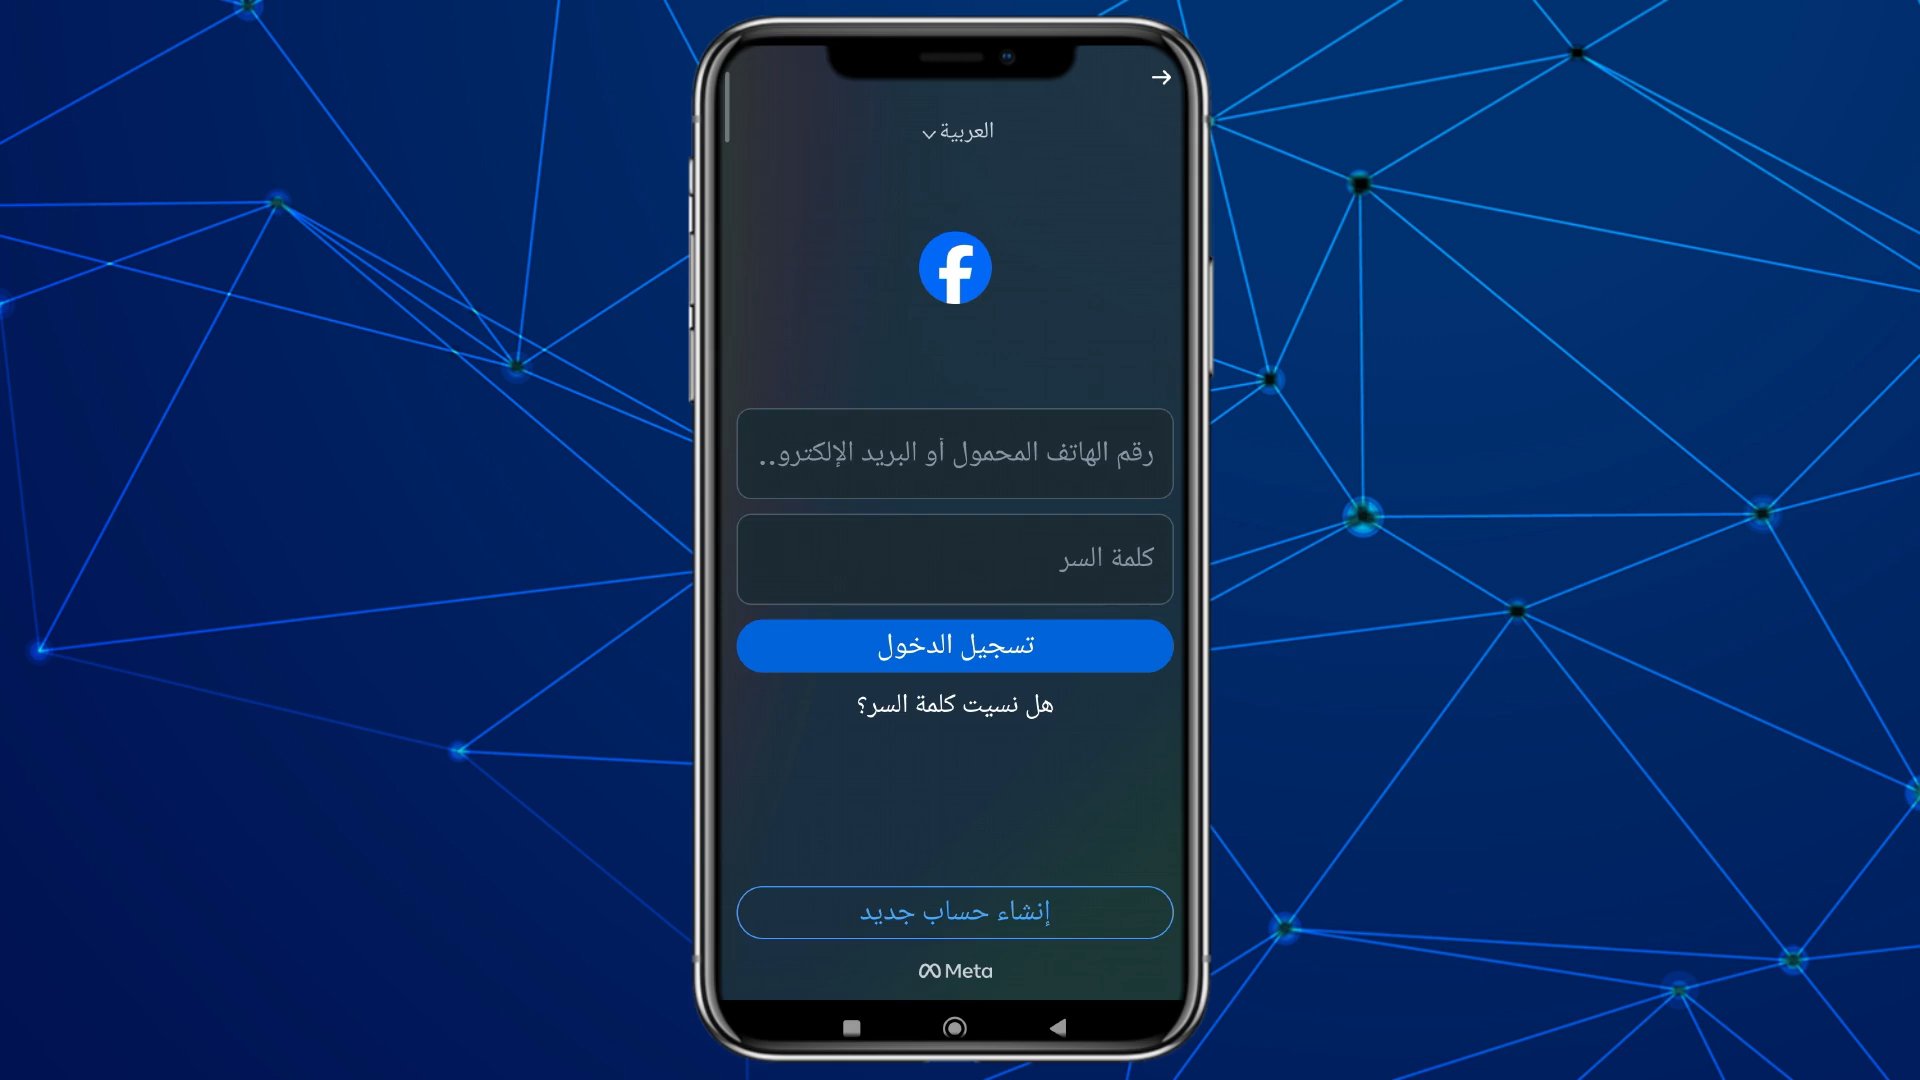 العربية
رقم الهاتف المحمول أو البريد الإلكترو..
كلمة السر
تسجيل الدخول
هل نسيت كلمة السر؟
إنشاء حساب جديد
Meta